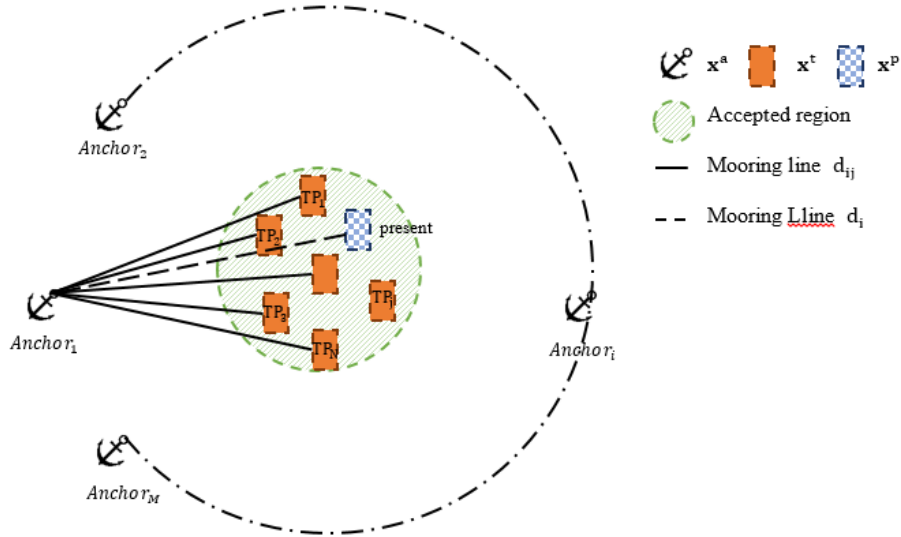 xᵃ xᵗ xᵖ
Accepted region
Mooring line dᵢⱼ
Mooring Lline dᵢ
Anchor₂
TP₁
TP₂
present
TPⱼ
TP₃
TP_N
Anchor₁
Anchorᵢ
Anchor_M